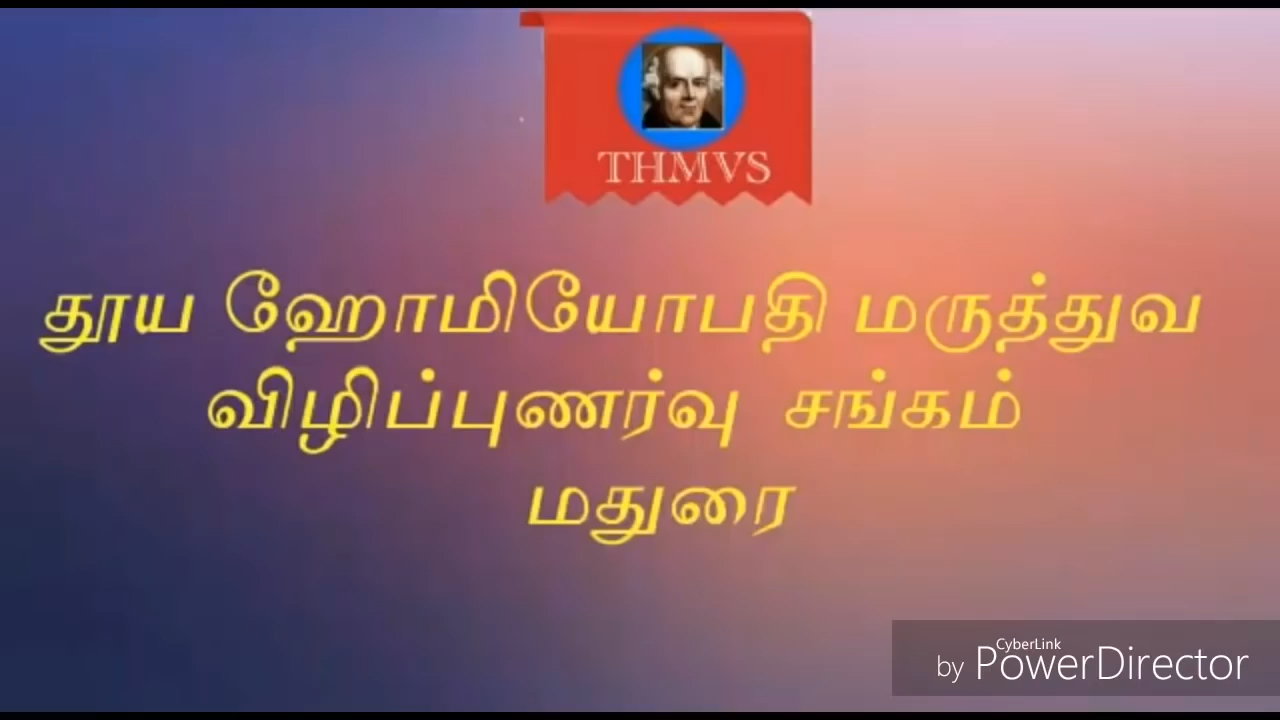 THMVS
தூய ஹோமியோபதி மருத்துவ
விழிப்புணர்வு சங்கம்
மதுரை
CyberLink
by PowerDirector